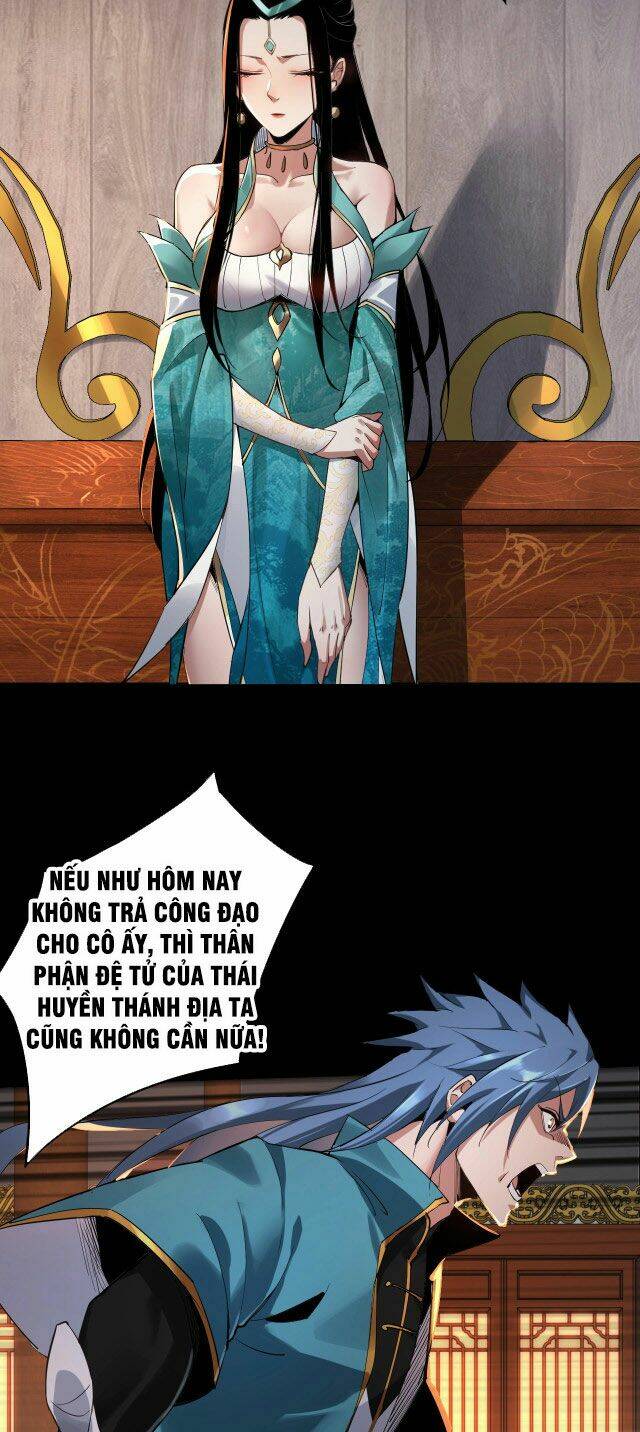 NẾU NHƯ HÔM NAY
KHÔNG TRẢ CÔNG ĐẠO
CHO CÔ ẤY, THÌ THÂN
PHẬN ĐỆ TỬ CỦA THÁI
HUYỀN THÁNH ĐỊA TA
CŨNG KHÔNG CẦN NỮA!